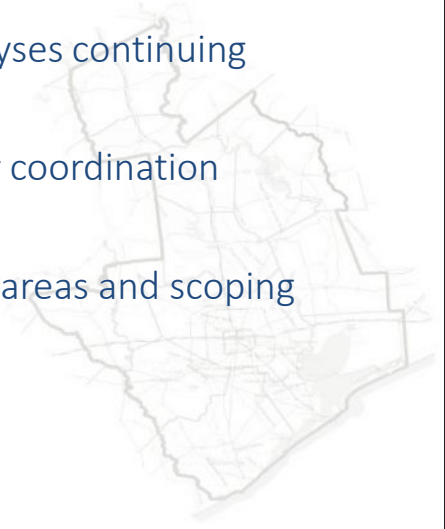 yses continuing
coordination
areas and scoping